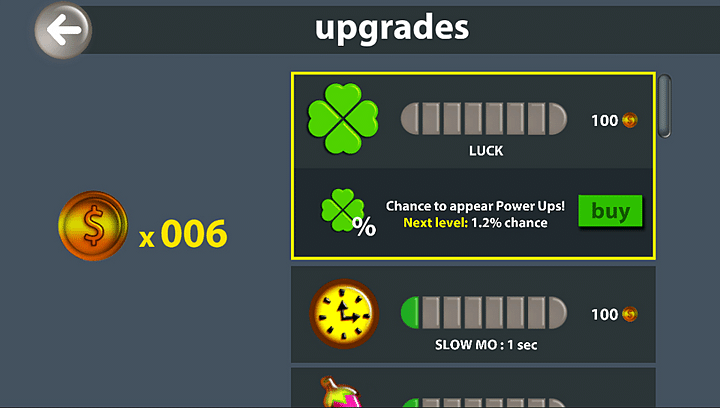 upgrades
100
LUCK
Chance to appear Power Ups!
% Next level: 1.2% chance
buy
$ x 006
100
SLOW MO : 1 sec